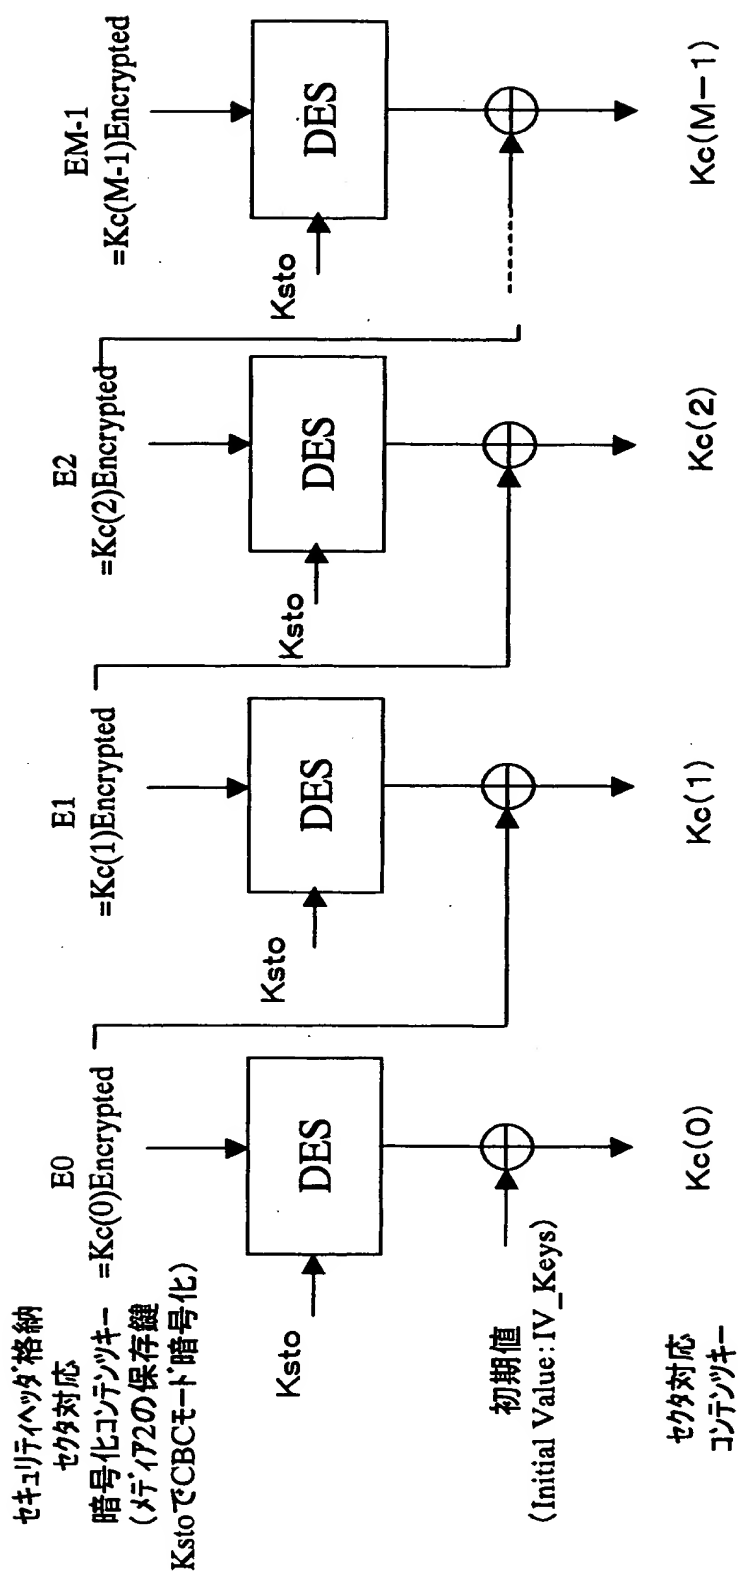 セキュリティヘッダ格納
セクタ対応
暗号化コンテンツキー
(メディア2の保存鍵
KstoでCBCモード暗号化)
E0
=Kc(0)Encrypted
E1
=Kc(1)Encrypted
E2
=Kc(2)Encrypted
EM-1
=Kc(M-1)Encrypted
Ksto
DES
Ksto
DES
Ksto
DES
Ksto
DES
初期値
(Initial Value:IV_Keys)
セクタ対応
コンテンツキー
Kc(0)
Kc(1)
Kc(2)
Kc(M-1)